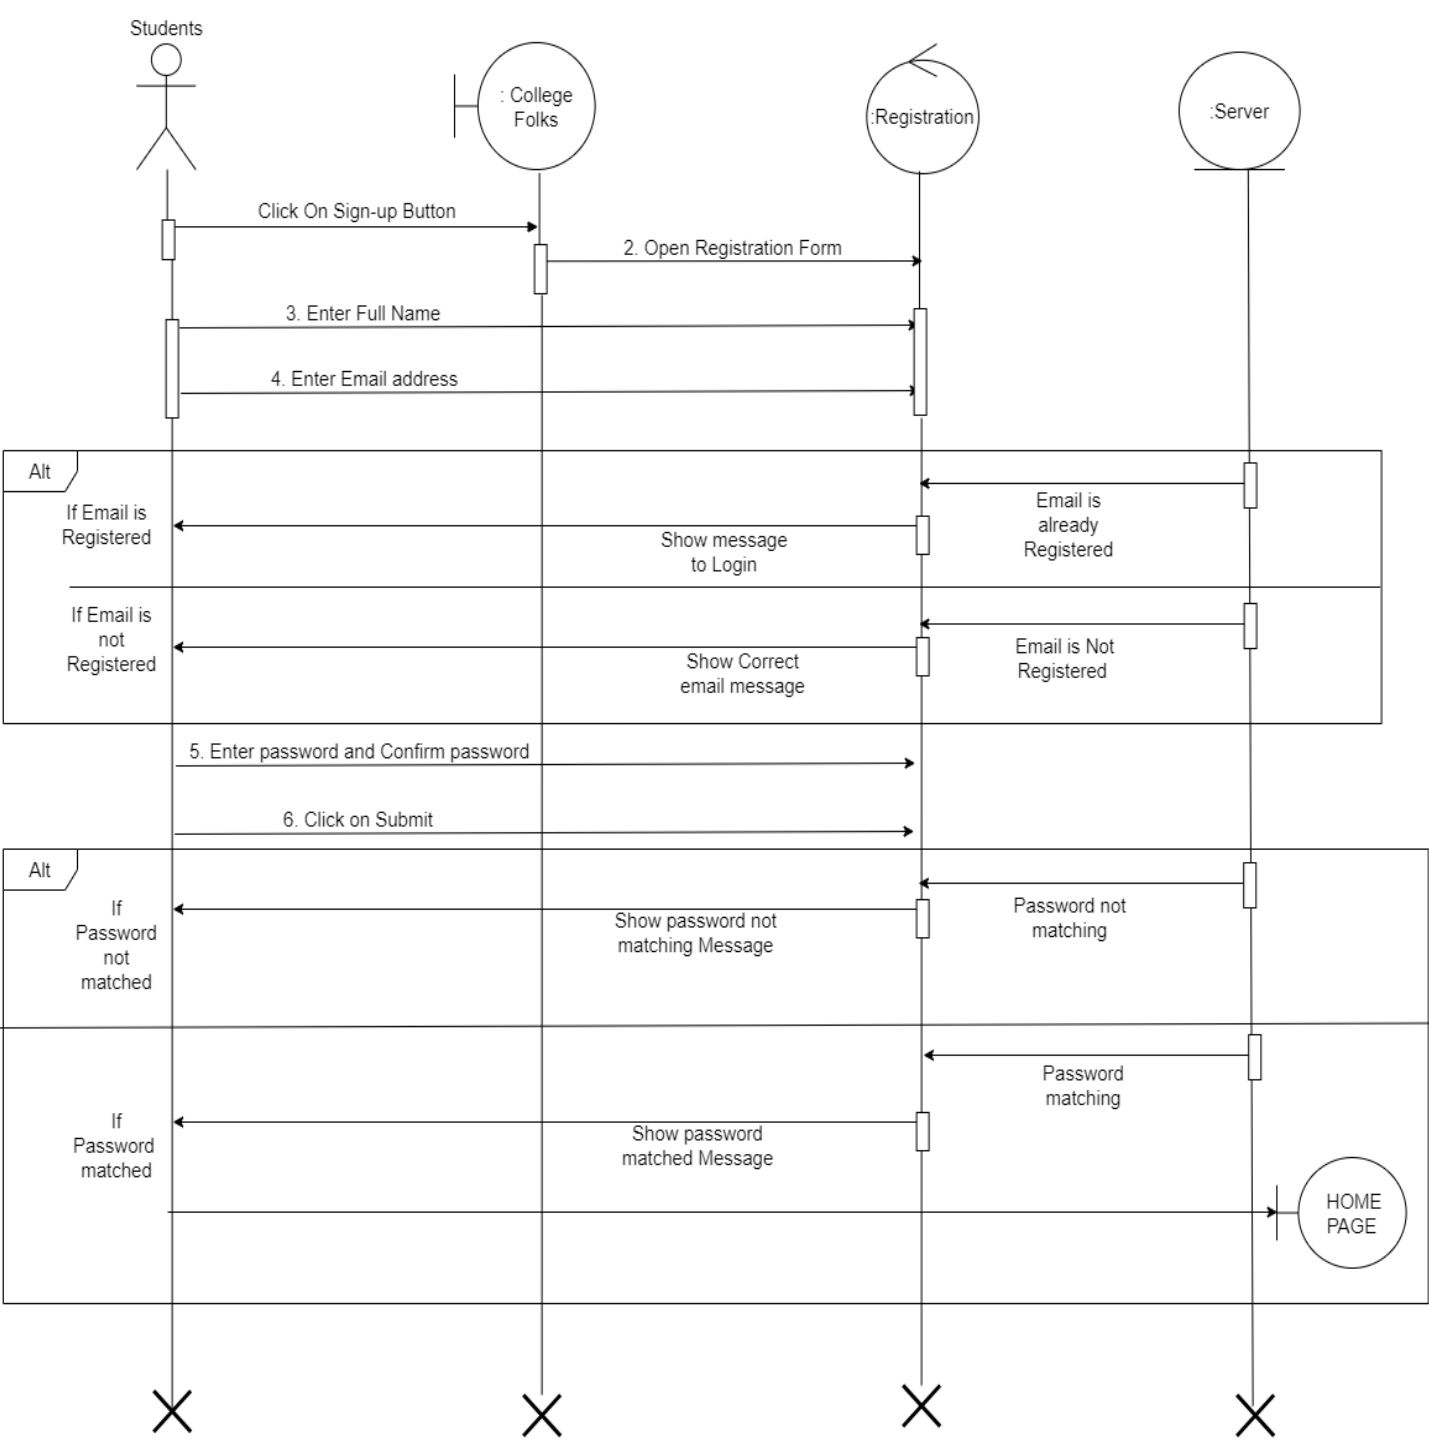 Students
: College
Folks
:Registration
:Server
Click On Sign-up Button
2. Open Registration Form
3. Enter Full Name
4. Enter Email address
Alt
If Email is
Registered
Email is
already
Registered
Show message
to Login
If Email is
not
Registered
Email is Not
Registered
Show Correct
email message
5. Enter password and Confirm password
6. Click on Submit
Alt
If
Password
not
matched
Show password not
matching Message
Password not
matching
Password
matching
If
Password
matched
Show password
matched Message
HOME
PAGE